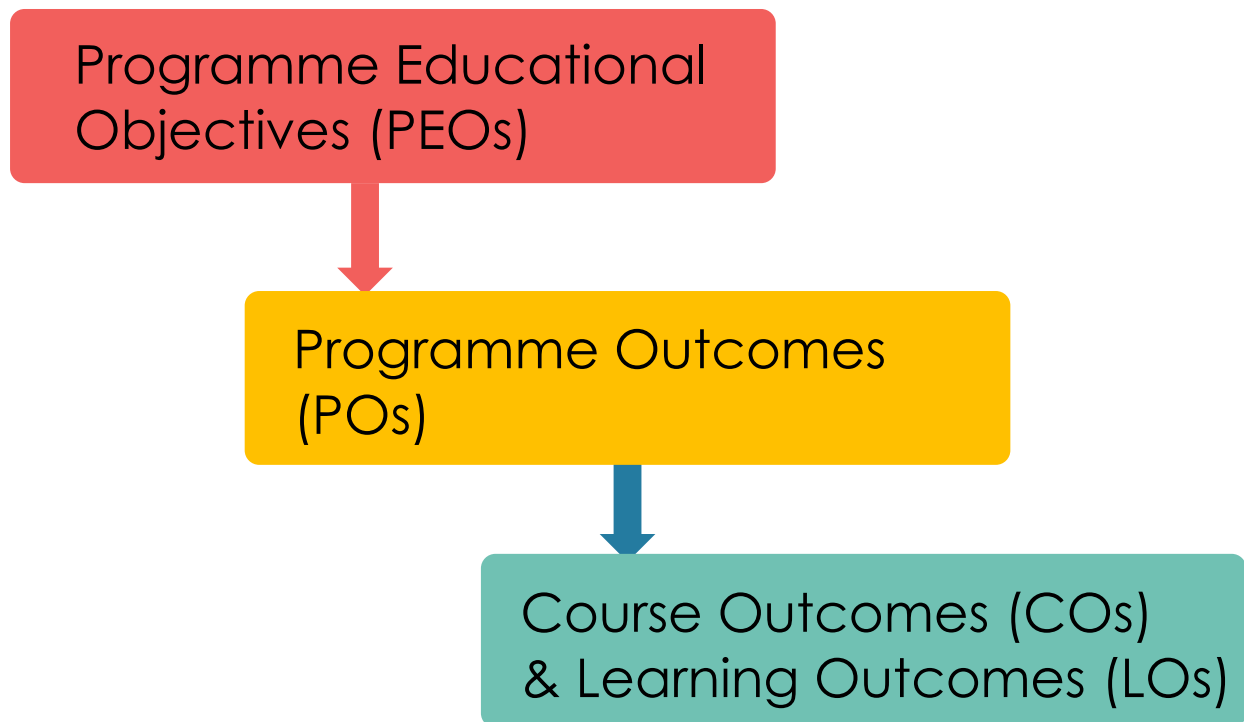 Programme Educational
Objectives (PEOs)
Programme Outcomes
(POs)
Course Outcomes (COs)
& Learning Outcomes (LOs)